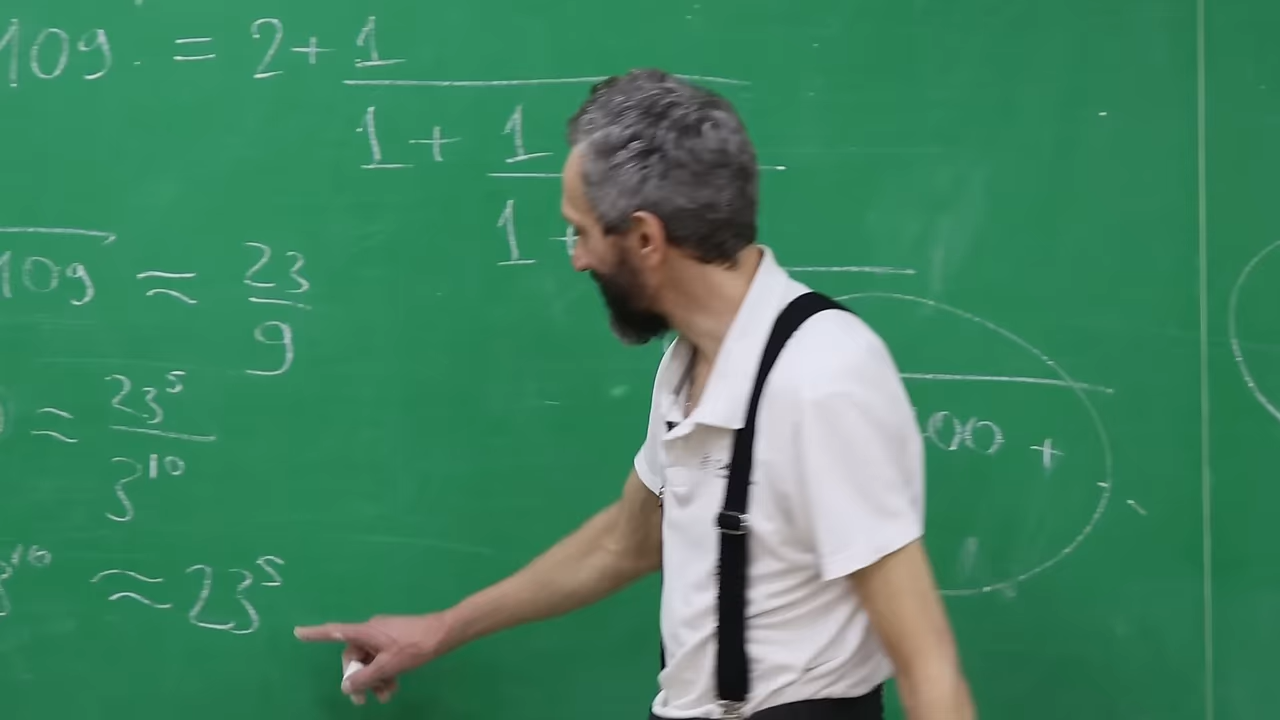 109 = 2 + 1
1 + 1
1 +
109 ≈ 23
9
≈ 23⁵
3¹⁰
00 +
3¹⁰ ≈ 23⁵